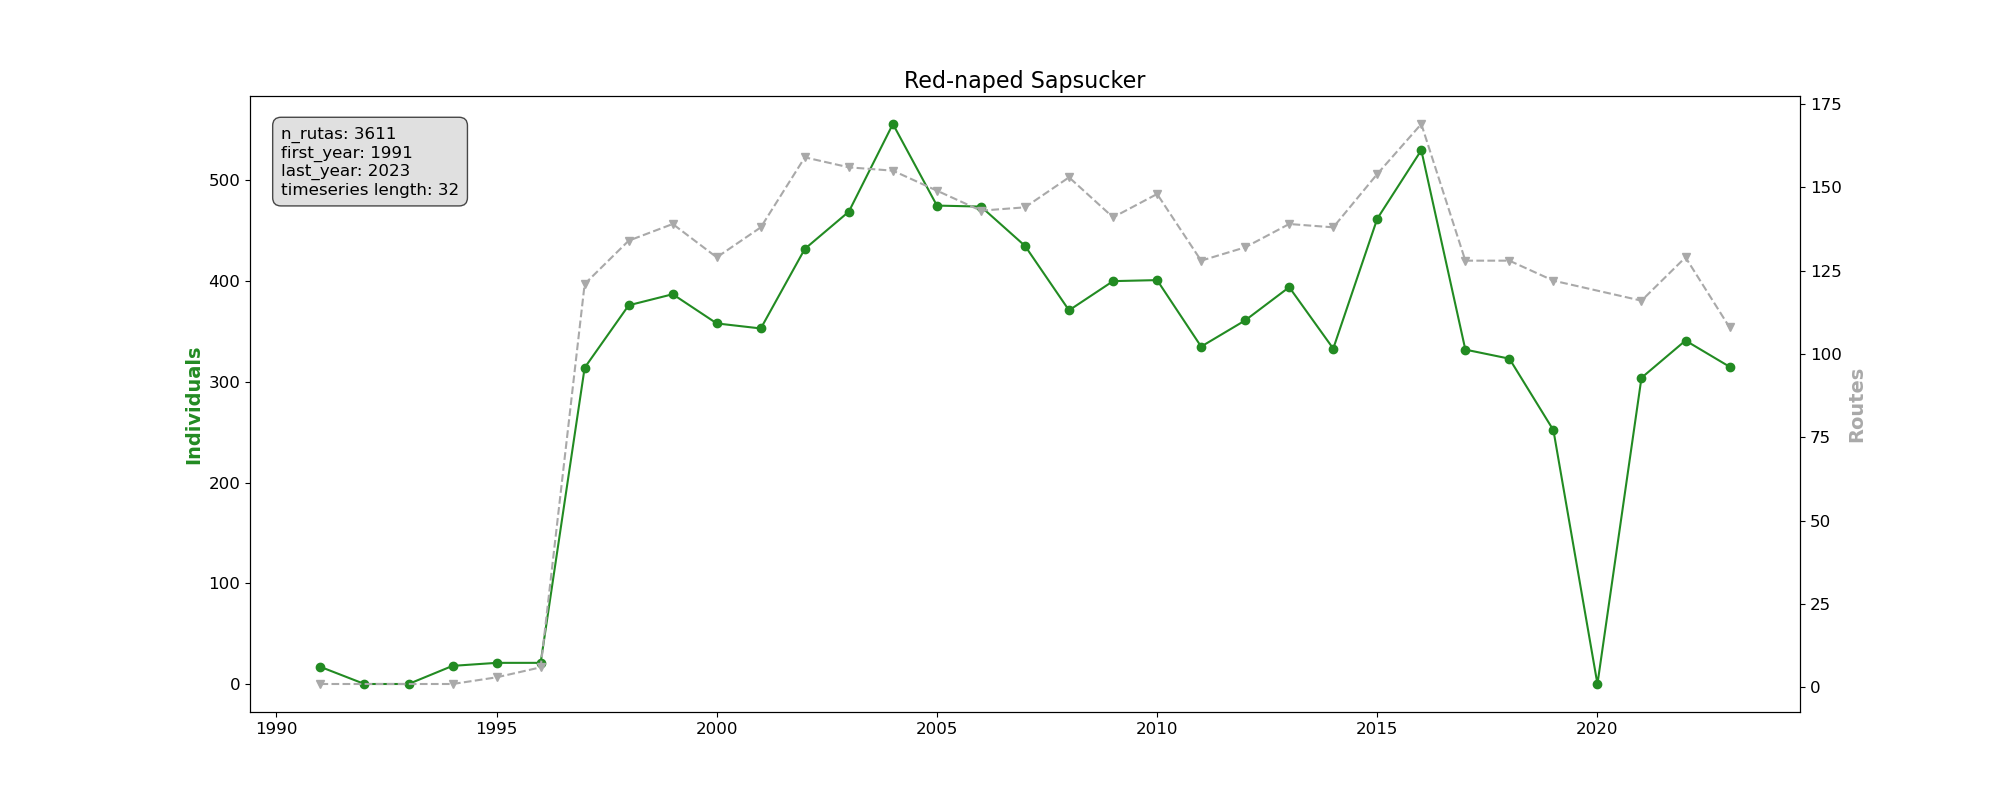 Red-naped Sapsucker
n_rutas: 3611
first_year: 1991
last_year: 2023
timeseries length: 32
Individuals
500
400
300
200
100
0
175
150
125
100
75
50
25
0
Routes
1990 1995 2000 2005 2010 2015 2020